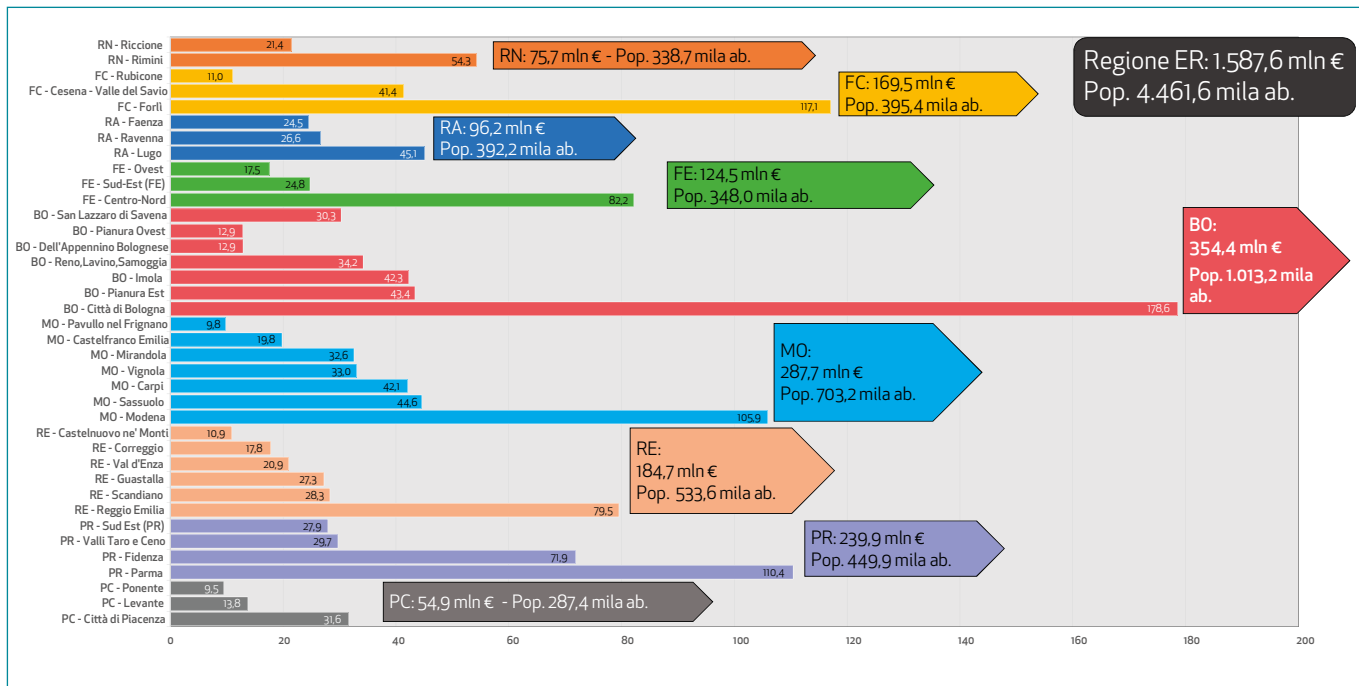 RN - Riccione 21,4
RN - Rimini 54,3
RN: 75,7 mln € - Pop. 338,7 mila ab.
Regione ER: 1.587,6 mln €
Pop. 4.461,6 mila ab.
FC - Rubicone 11,0
FC - Cesena - Valle del Savio 41,4
FC - Forlì 117,1
FC: 169,5 mln €
Pop. 395,4 mila ab.
RA - Faenza 24,5
RA - Ravenna 26,6
RA - Lugo 45,1
RA: 96,2 mln €
Pop. 392,2 mila ab.
FE - Ovest 17,5
FE - Sud-Est (FE) 24,8
FE - Centro-Nord 82,2
FE: 124,5 mln €
Pop. 348,0 mila ab.
BO - San Lazzaro di Savena 30,3
BO - Pianura Ovest 12,9
BO - Dell'Appennino Bolognese 12,9
BO - Reno,Lavino,Samoggia 34,2
BO - Imola 42,3
BO - Pianura Est 43,4
BO - Città di Bologna 178,6
BO:
354,4 mln €
Pop. 1.013,2 mila
ab.
MO - Pavullo nel Frignano 9,8
MO - Castelfranco Emilia 19,8
MO - Mirandola 32,6
MO - Vignola 33,0
MO - Carpi 42,1
MO - Sassuolo 44,6
MO - Modena 105,9
MO:
287,7 mln €
Pop. 703,2 mila ab.
RE - Castelnuovo ne' Monti 10,9
RE - Correggio 17,8
RE - Val d'Enza 20,9
RE - Guastalla 27,3
RE - Scandiano 28,3
RE - Reggio Emilia 79,5
RE:
184,7 mln €
Pop. 533,6 mila ab.
PR - Sud Est (PR) 27,9
PR - Valli Taro e Ceno 29,7
PR - Fidenza 71,9
PR - Parma 110,4
PR: 239,9 mln €
Pop. 449,9 mila ab.
PC - Ponente 9,5
PC - Levante 13,8
PC - Città di Piacenza 31,6
PC: 54,9 mln € - Pop. 287,4 mila ab.
0 20 40 60 80 100 120 140 160 180 200